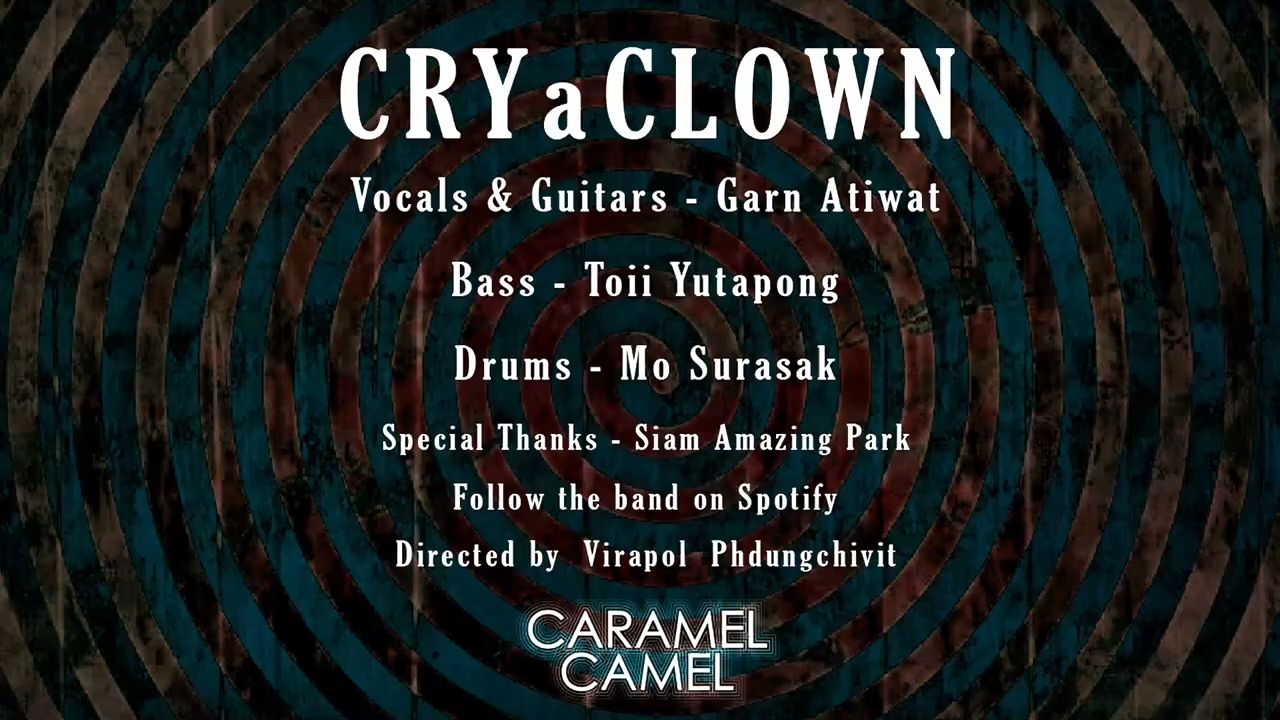 CRYaCLOWN
Vocals & Guitars - Garn Atiwat
Bass - Toii Yutapong
Drums - Mo Surasak
Special Thanks - Siam Amazing Park
Follow the band on Spotify
Directed by Virapol Phdungchivit
CARAMEL
CAMEL